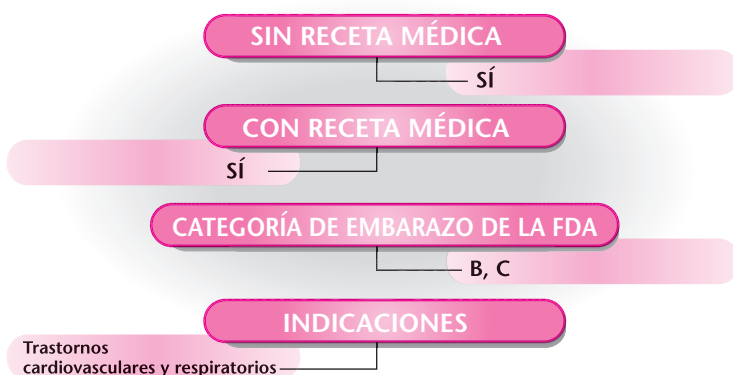 SIN RECETA MÉDICA
SÍ
CON RECETA MÉDICA
SÍ
CATEGORÍA DE EMBARAZO DE LA FDA
B, C
INDICACIONES
Trastornos
cardiovasculares y respiratorios